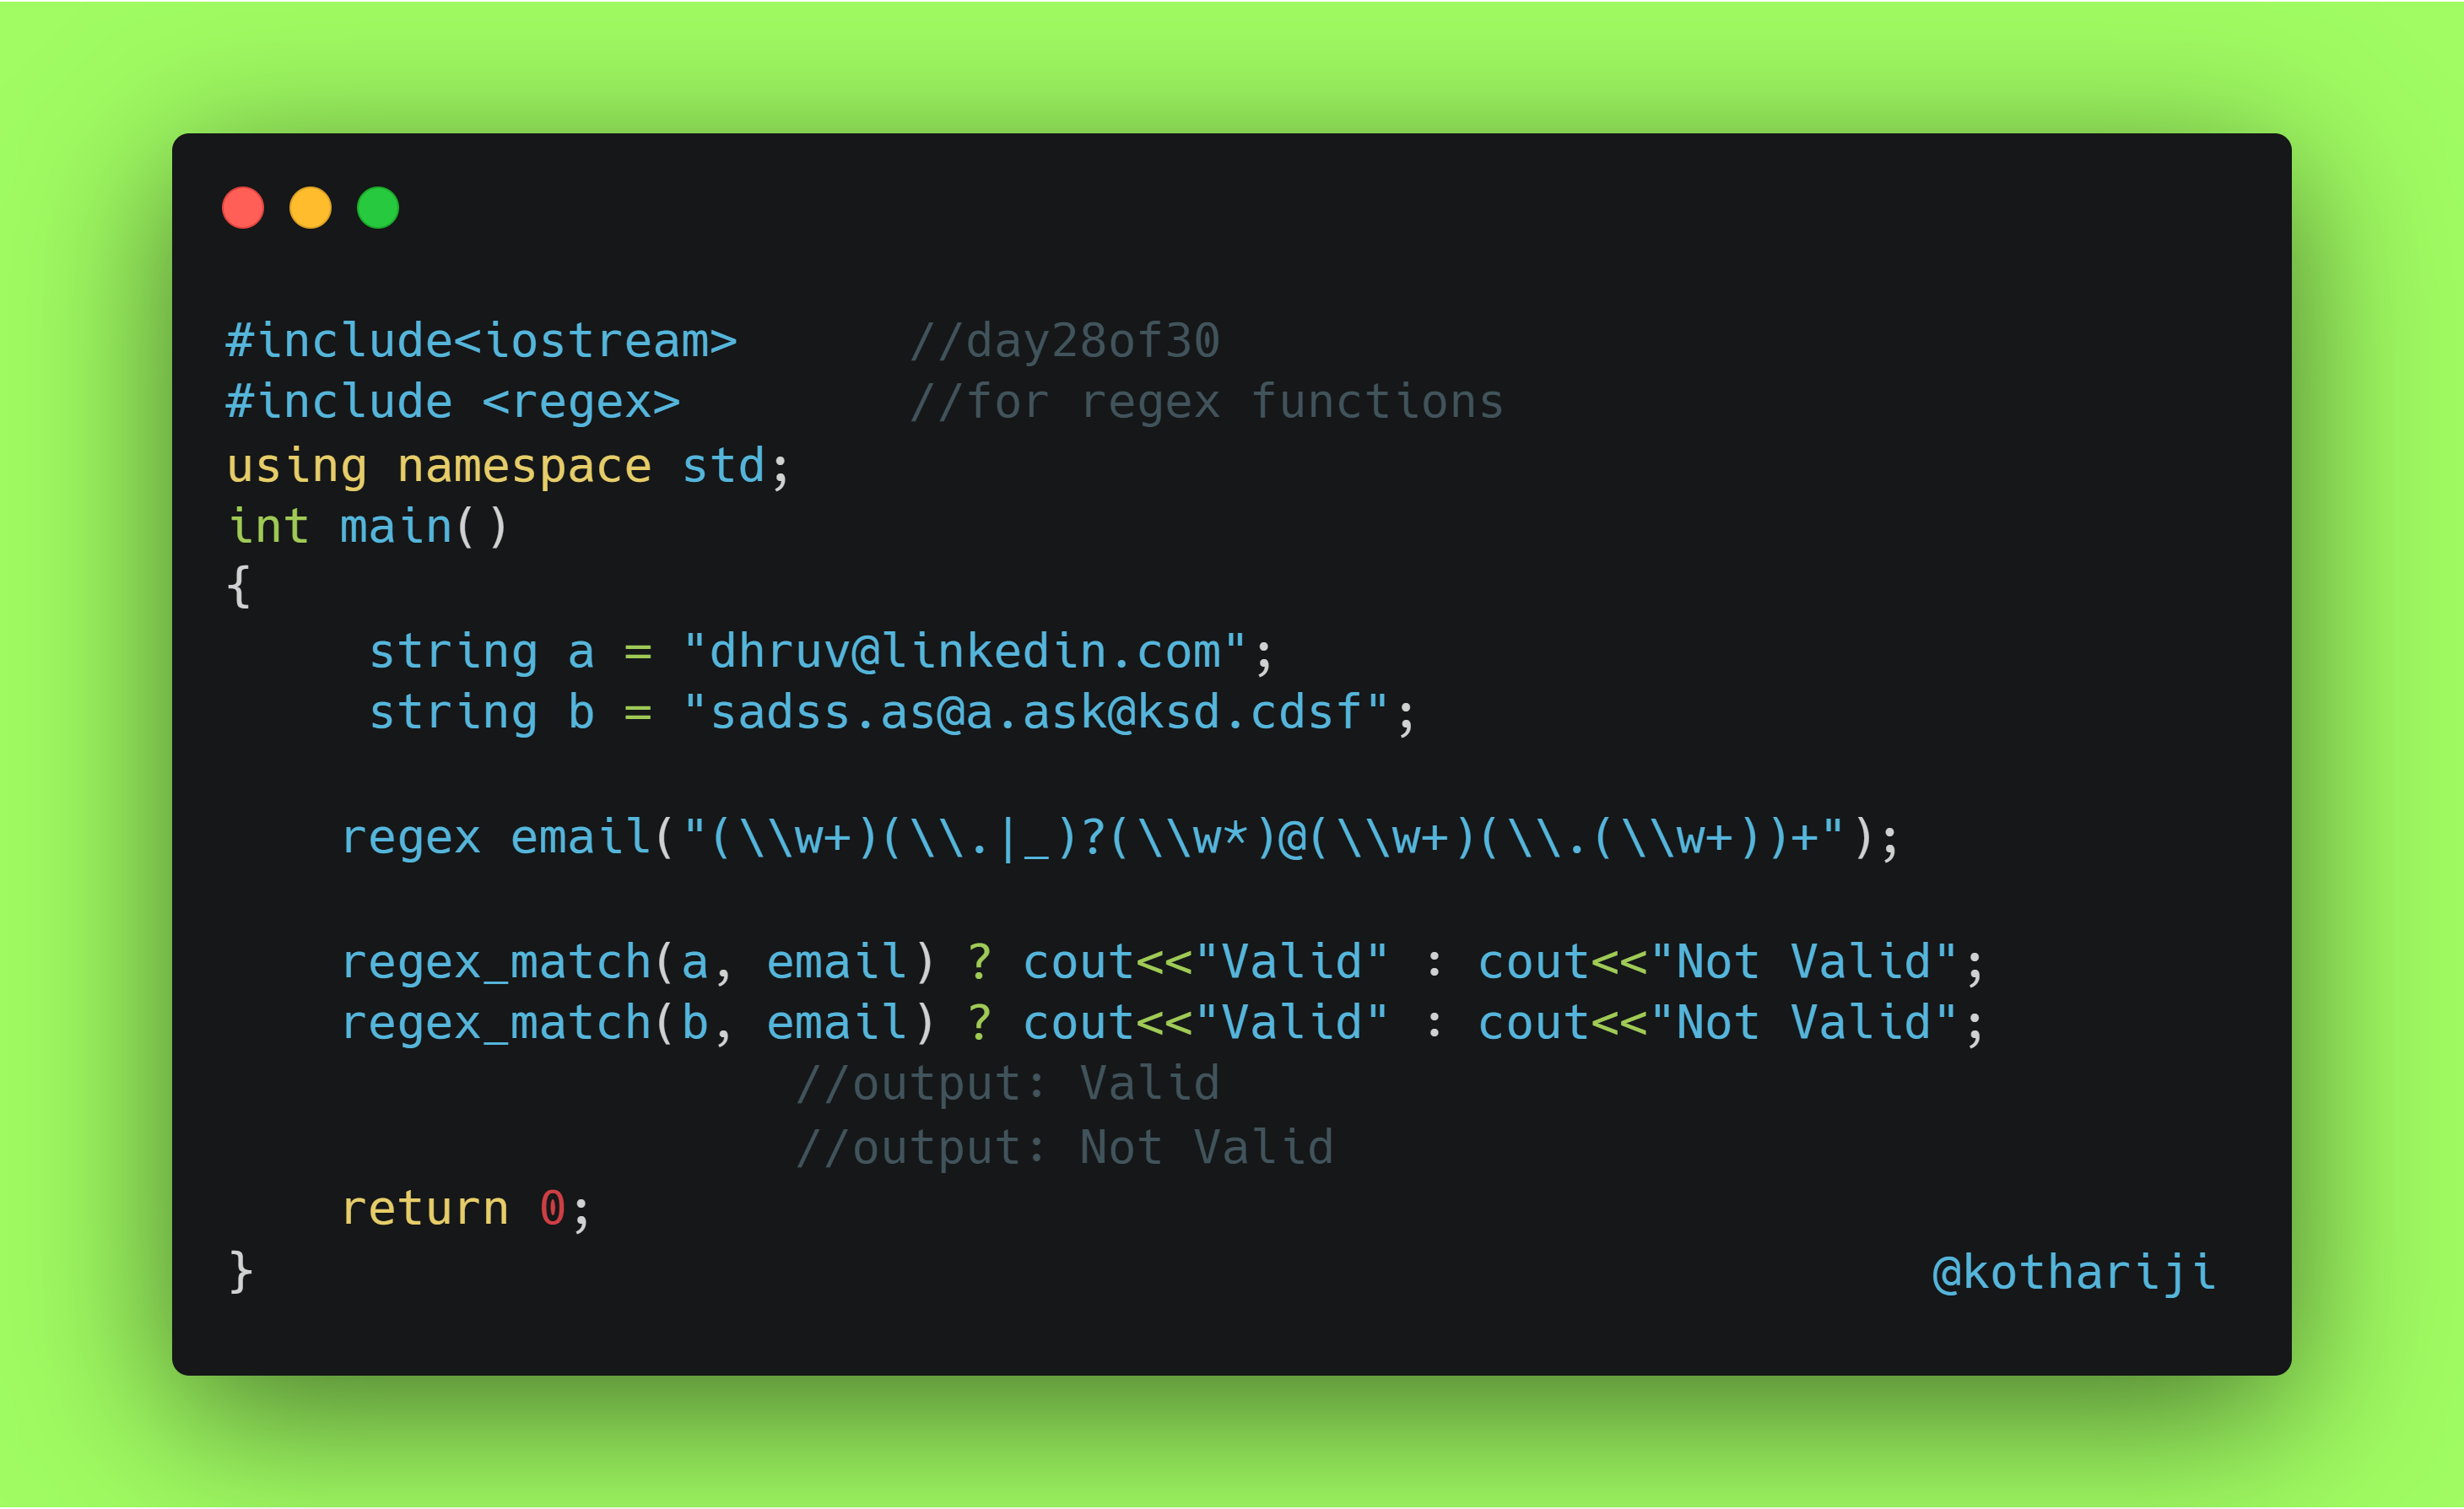 #include<iostream>      //day28of30
#include <regex>        //for regex functions
using namespace std;
int main()
{
     string a = "dhruv@linkedin.com";
     string b = "sadss.as@a.ask@ksd.cdsf";
    regex email("(\\w+)(\\.|_)?(\\w*)@(\\w+)(\\.(\\w+))+");
    regex_match(a, email) ? cout<<"Valid" : cout<<"Not Valid";
    regex_match(b, email) ? cout<<"Valid" : cout<<"Not Valid";
                    //output: Valid
                    //output: Not Valid
    return 0;
}                                                           @kothariji